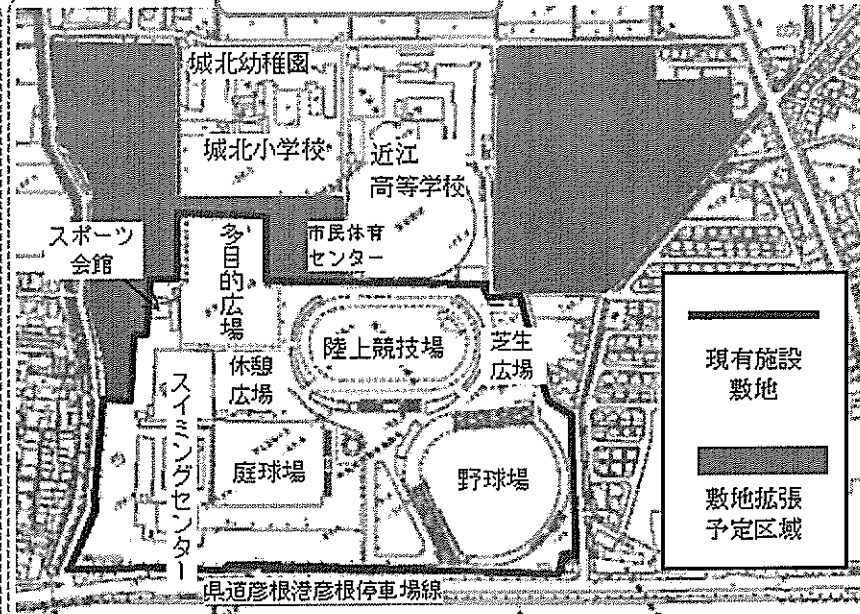 城北幼稚園
城北小学校
近江
高等学校
スポーツ
会館
多目的広場
市民体育
センター
陸上競技場
芝生
広場
休憩
広場
スイミングセンター
庭球場
野球場
現有施設
敷地
敷地拡張
予定区域
県道彦根港彦根停車場線